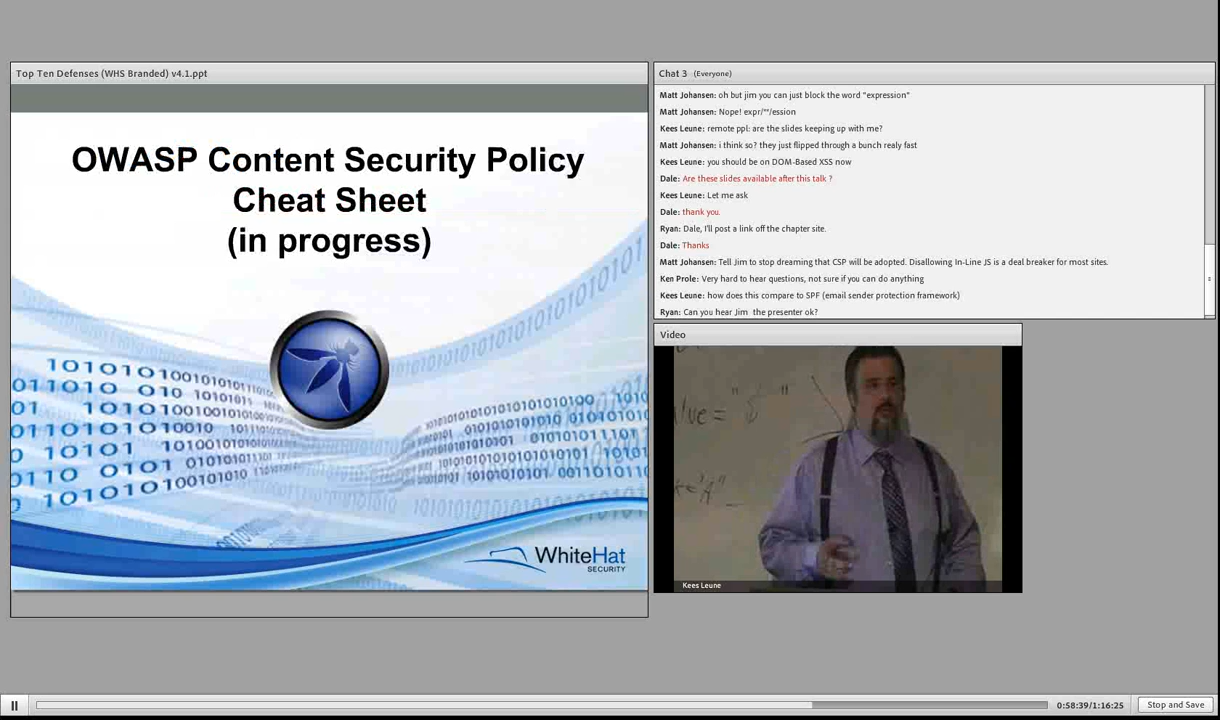 Top Ten Defenses (WHS Branded) v4.1.ppt
OWASP Content Security Policy
Cheat Sheet
(in progress)
WhiteHat
SECURITY
Chat 3 (Everyone)
Matt Johansen: oh but jim you can just block the word "expression"
Matt Johansen: Nope! expr/**/ession
Kees Leune: remote ppl: are the slides keeping up with me?
Matt Johansen: i think so? they just flipped through a bunch realy fast
Kees Leune: you should be on DOM-Based XSS now
Dale: Are these slides available after this talk ?
Kees Leune: Let me ask
Dale: thank you.
Ryan: Dale, I'll post a link off the chapter site.
Dale: Thanks
Matt Johansen: Tell Jim to stop dreaming that CSP will be adopted. Disallowing In-Line JS is a deal breaker for most sites.
Ken Prole: Very hard to hear questions, not sure if you can do anything
Kees Leune: how does this compare to SPF (email sender protection framework)
Ryan: Can you hear Jim the presenter ok?
Video
Kees Leune
0:58:39/1:16:25
Stop and Save